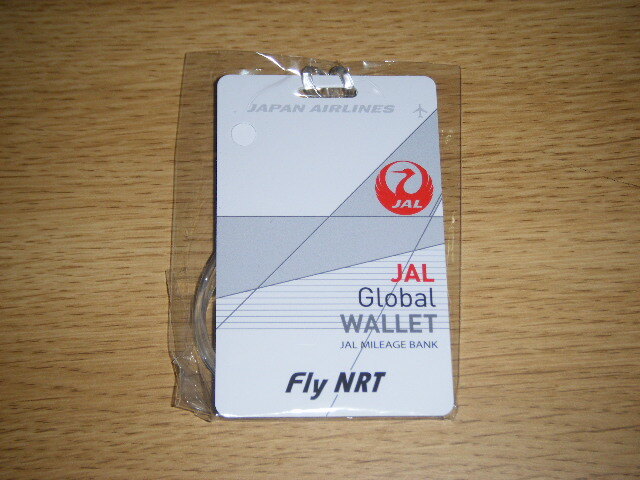 JAPAN AIRLINES
JAL
JAL
Global
WALLET
JAL MILEAGE BANK
Fly NRT